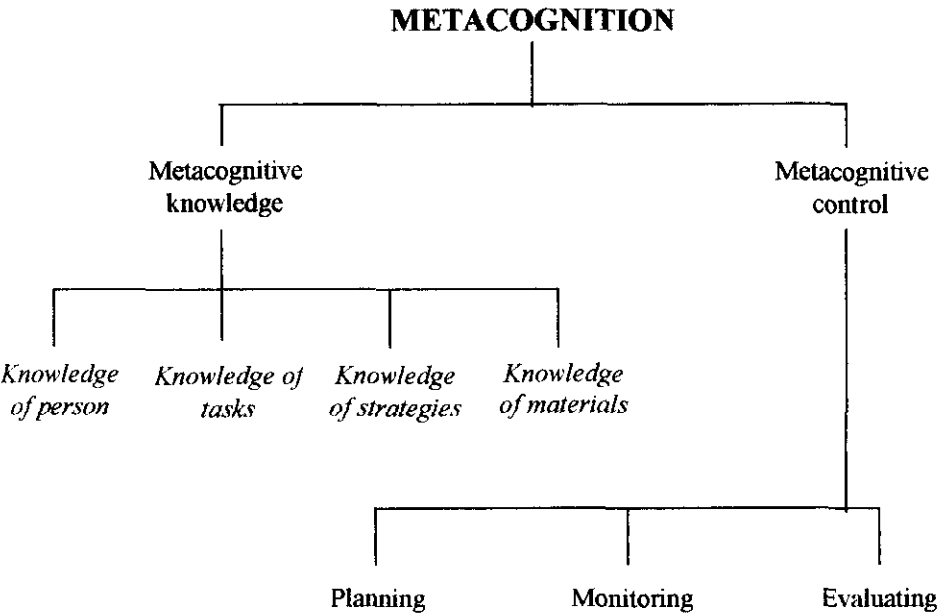 METACOGNITION
Metacognitive
knowledge
Metacognitive
control
Knowledge
of person
Knowledge of
tasks
Knowledge
of strategies
Knowledge
of materials
Planning
Monitoring
Evaluating